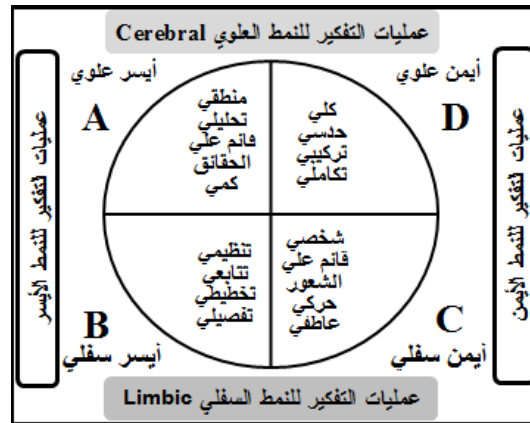 عمليات التفكير للنمط العلوي Cerebral
أيمن علوي
أيسر علوي
D
A
كلي
حدسي
تركيبي
تكاملي
منطقي
تحليلي
قائم علي
الحقائق
كمي
شخصي
قائم علي
الشعور
حركي
عاطفي
تنظيمي
تتابعي
تخطيطي
تفصيلي
C
B
أيمن سفلي
أيسر سفلي
عمليات التفكير للنمط الأيمن
عمليات التفكير للنمط الأيسر
عمليات التفكير للنمط السفلي Limbic